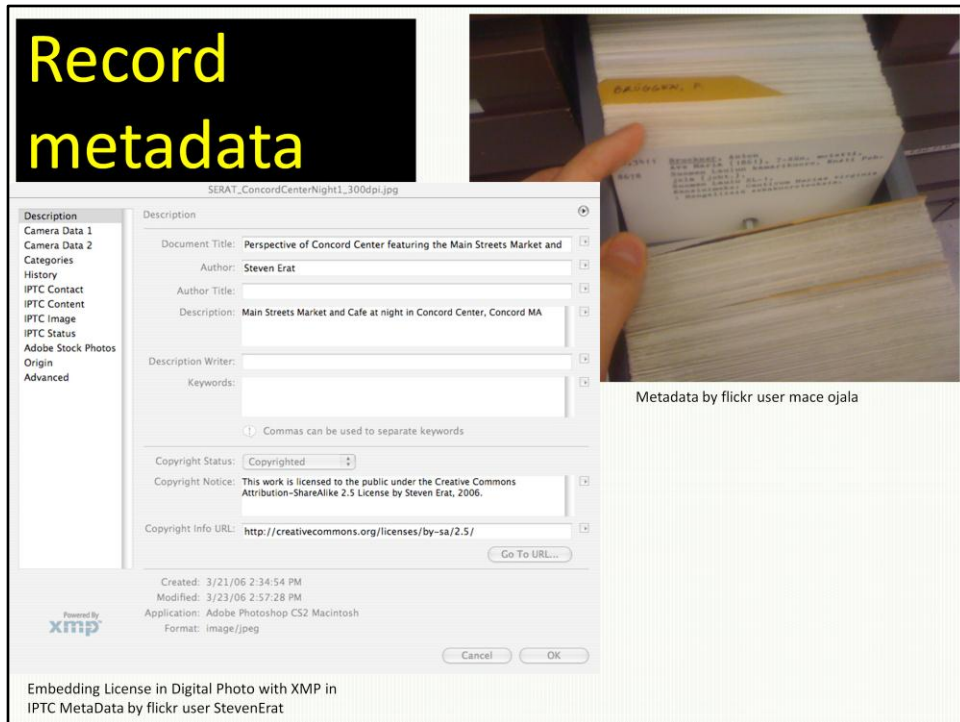 Record
metadata
BRÜGGEN, F.
Bruckner, Anton
SERAT_ConcordCenterNight1_300dpi.jpg
Description
Camera Data 1
Camera Data 2
Categories
History
IPTC Contact
IPTC Content
IPTC Image
IPTC Status
Adobe Stock Photos
Origin
Advanced
Description
Document Title: Perspective of Concord Center featuring the Main Streets Market and
Author: Steven Erat
Author Title:
Description: Main Streets Market and Cafe at night in Concord Center, Concord MA
Description Writer:
Keywords:
Commas can be used to separate keywords
Copyright Status: Copyrighted
Copyright Notice: This work is licensed to the public under the Creative Commons
Attribution-ShareAlike 2.5 License by Steven Erat, 2006.
Copyright Info URL: http://creativecommons.org/licenses/by-sa/2.5/
Go To URL...
Created: 3/21/06 2:34:54 PM
Modified: 3/23/06 2:57:28 PM
Application: Adobe Photoshop CS2 Macintosh
Format: image/jpeg
Powered By
xmp
Cancel
OK
Metadata by flickr user mace ojala
Embedding License in Digital Photo with XMP in
IPTC MetaData by flickr user StevenErat